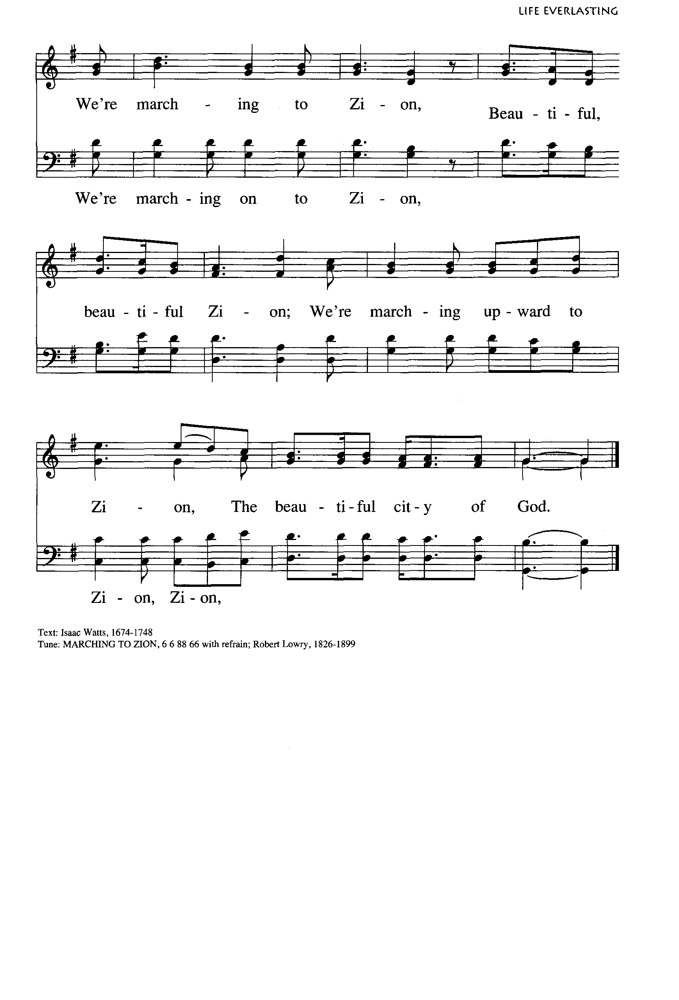 LIFE EVERLASTING
We're march - ing to Zi - on,
Beau - ti - ful,
We're march - ing on to Zi - on,
beau - ti - ful Zi - on; We're march - ing up - ward to
Zi - on, The beau - ti - ful cit - y of God.
Zi - on, Zi - on,
Text: Isaac Watts, 1674-1748
Tune: MARCHING TO ZION, 6 6 88 66 with refrain; Robert Lowry, 1826-1899